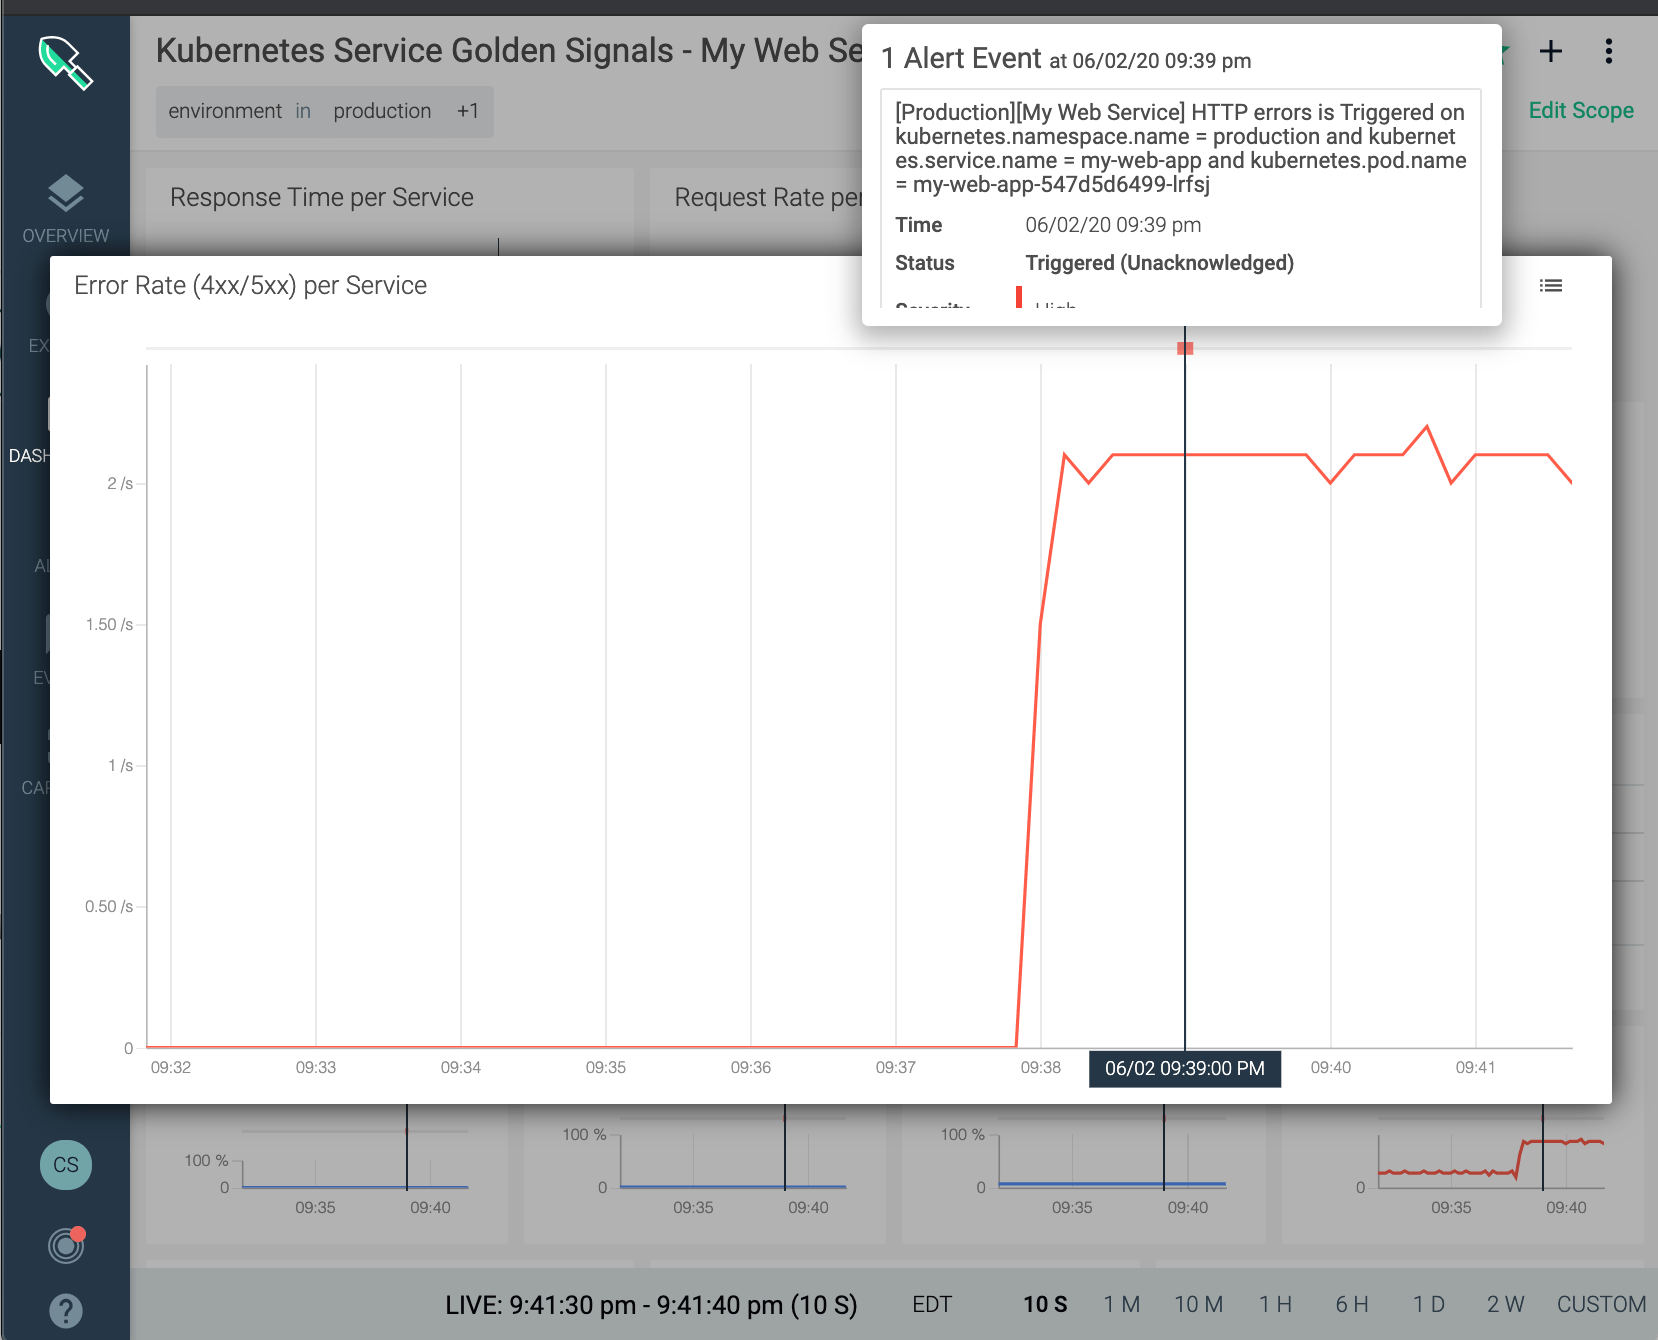 Kubernetes Service Golden Signals - My Web Se
environment in production +1
Edit Scope
1 Alert Event at 06/02/20 09:39 pm
[Production][My Web Service] HTTP errors is Triggered on
kubernetes.namespace.name = production and kubernet
es.service.name = my-web-app and kubernetes.pod.name
= my-web-app-547d5d6499-lrfsj
Time 06/02/20 09:39 pm
Status Triggered (Unacknowledged)
Severity High
Response Time per Service
Request Rate per
OVERVIEW
EX
DASH
AL
EV
CAP
CS
Error Rate (4xx/5xx) per Service
2 /s
1.50 /s
1 /s
0.50 /s
0
09:32 09:33 09:34 09:35 09:36 09:37 09:38 06/02 09:39:00 PM 09:40 09:41
100 %
0
09:35 09:40
100 %
0
09:35 09:40
100 %
0
09:35 09:40
0
09:35 09:40
LIVE: 9:41:30 pm - 9:41:40 pm (10 S) EDT 10 S 1 M 10 M 1 H 6 H 1 D 2 W CUSTOM